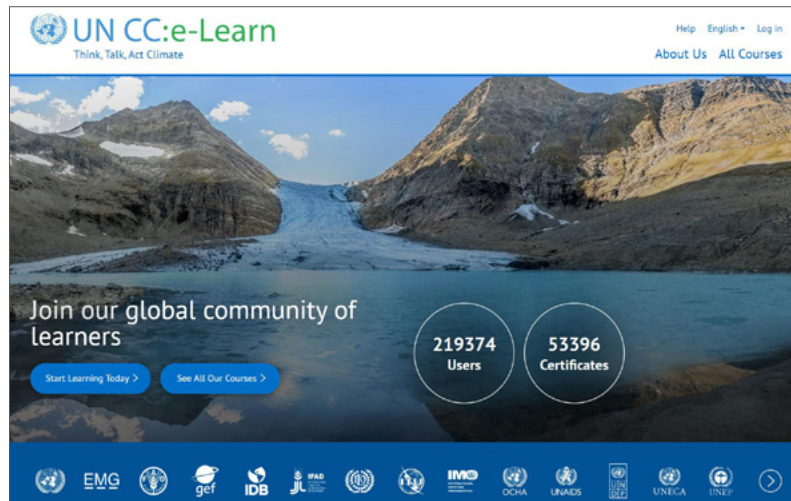 UN CC:e-Learn
Think, Talk, Act Climate
Help English Log in
About Us All Courses
Join our global community of
learners
219374
Users
53396
Certificates
Start Learning Today >
See All Our Courses >
EMG
gef
IDB
IFAD
IMO
OCHA
UNAIDS
UN
DP
UNECA
UNEP